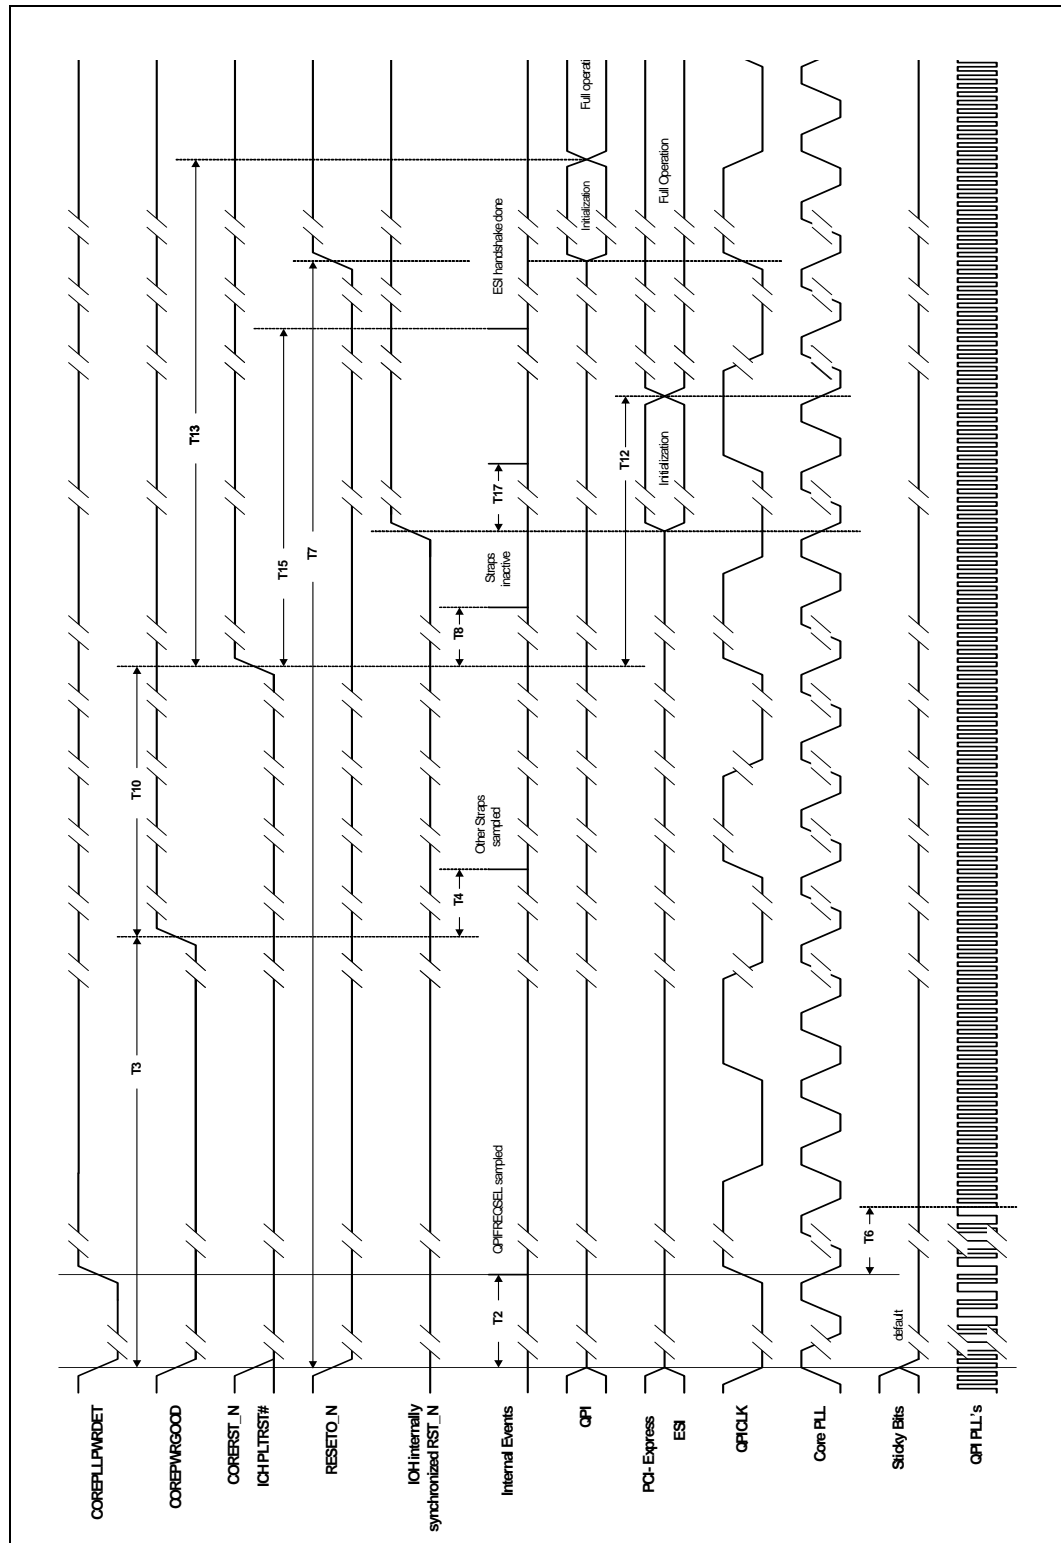 COREPLLPWRDET
COREPWRGOOD
CORERST_N
ICH PLTRST#
RESETO_N
IOH internally
synchronized RST_N
Internal Events
QPI
PCI- Express
ESI
QPICLK
Core PLL
Sticky Bits
QPI PLL's
T3
T10
T13
T15
T7
T2
QPIFREQSEL sampled
T4
Other Straps
sampled
T8
Straps
inactive
T17
ESI handshake done
Initialization
Full operati
T12
Initialization
Full Operation
T6
default